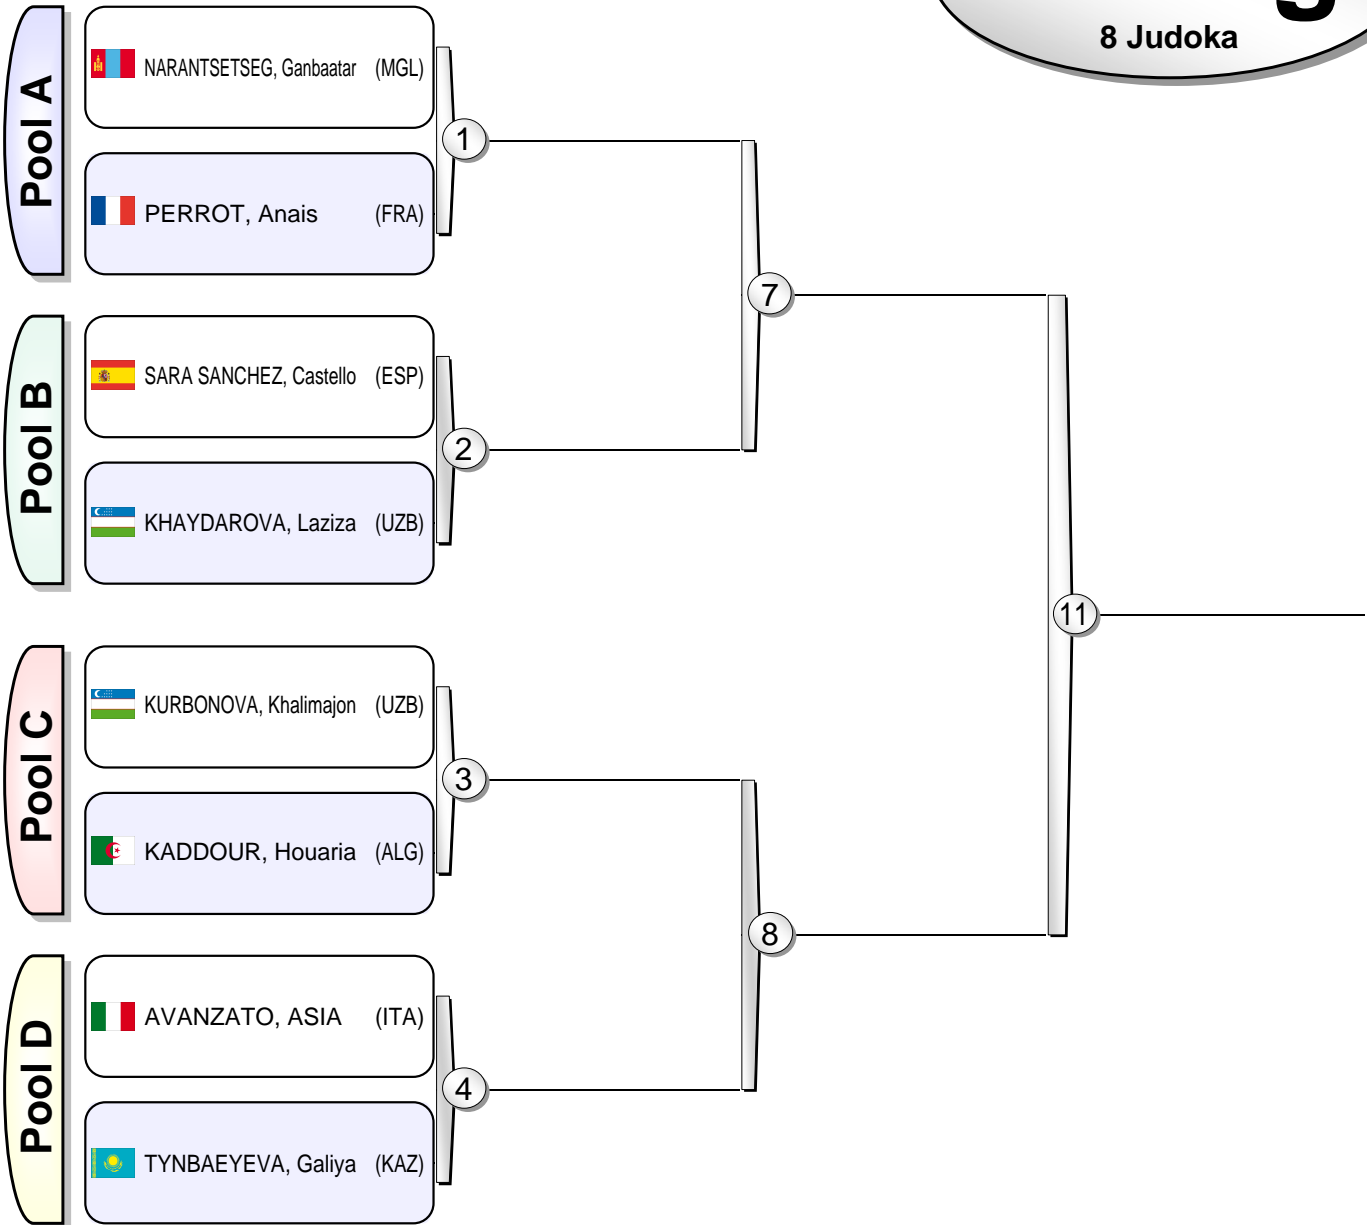 8 Judoka
Pool A
NARANTSETSEG, Ganbaatar (MGL)
PERROT, Anais (FRA)
1
Pool B
SARA SANCHEZ, Castello (ESP)
KHAYDAROVA, Laziza (UZB)
2
7
Pool C
KURBONOVA, Khalimajon (UZB)
KADDOUR, Houaria (ALG)
3
Pool D
AVANZATO, ASIA (ITA)
TYNBAEYEVA, Galiya (KAZ)
4
8
11